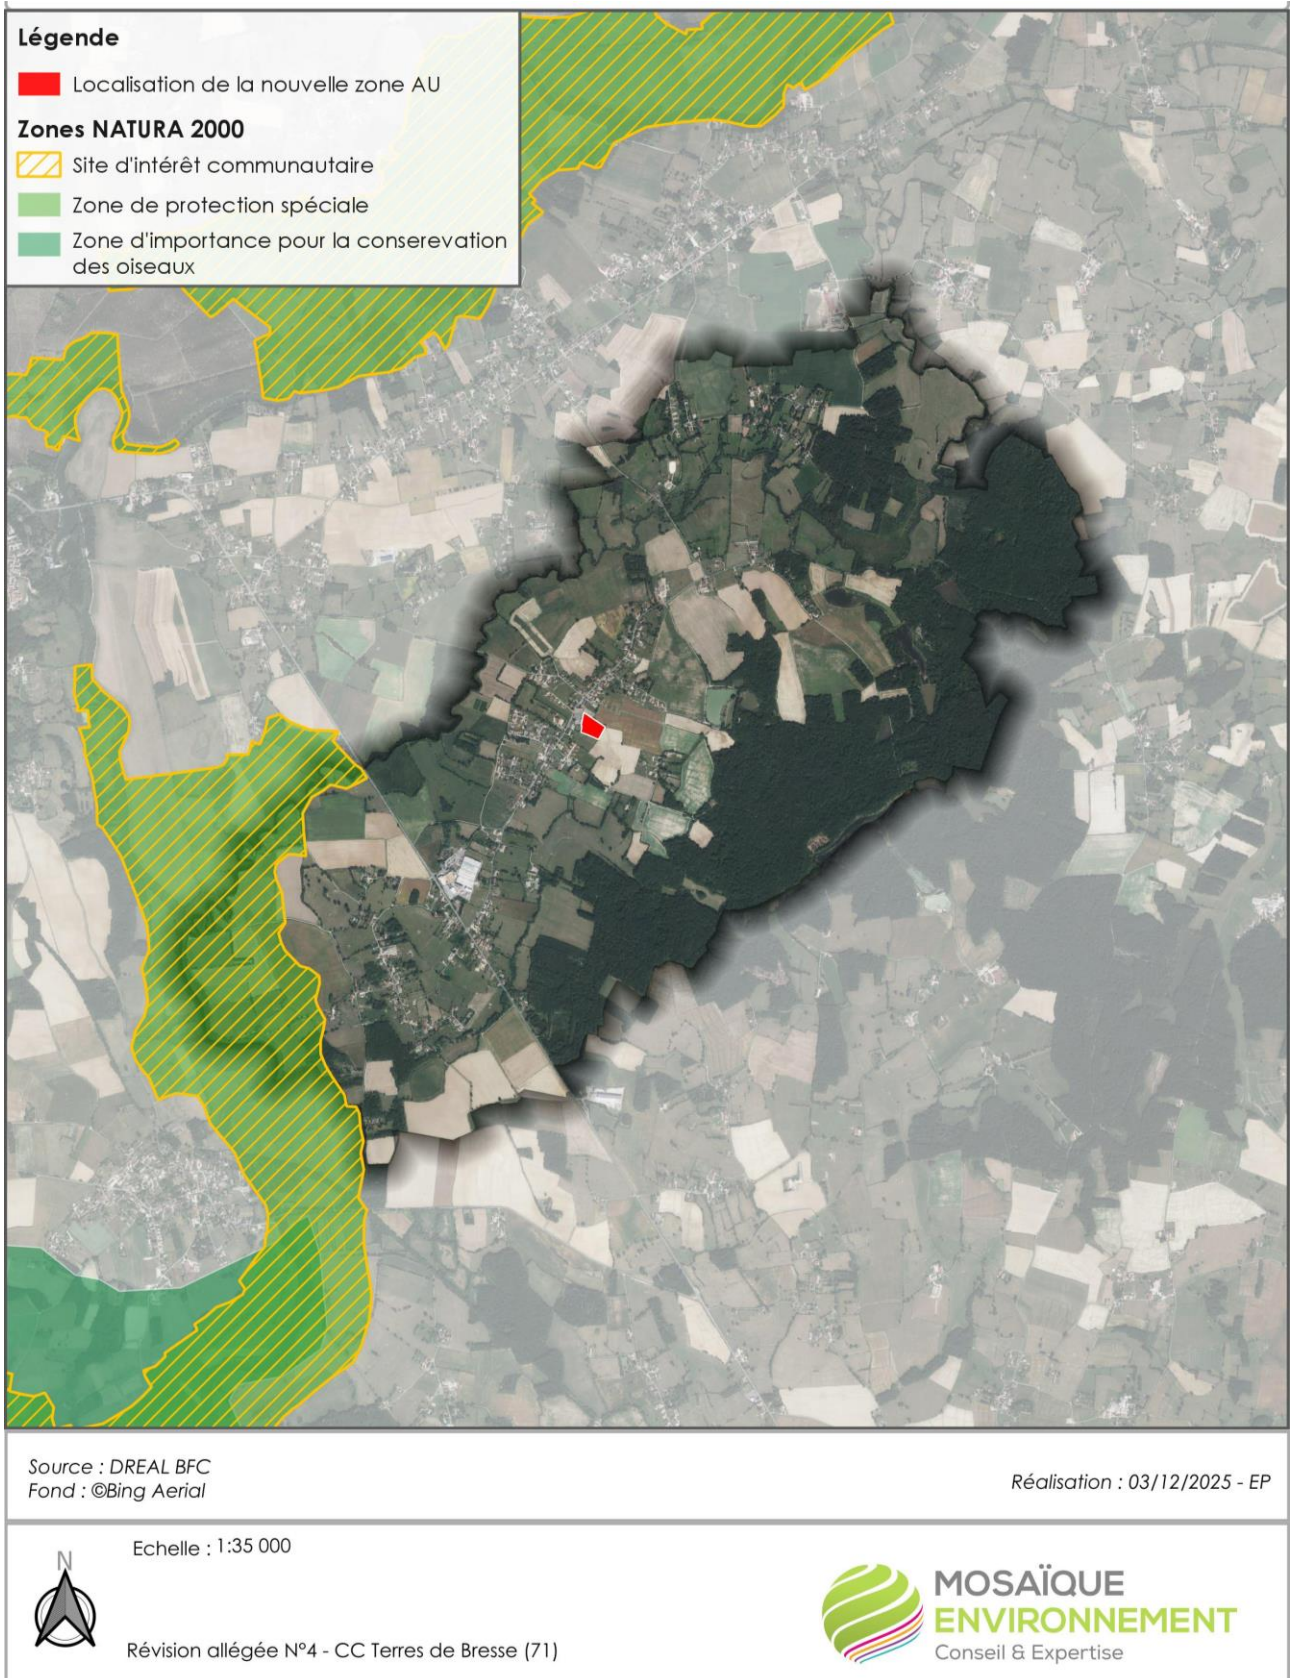 Légende
Localisation de la nouvelle zone AU
Zones NATURA 2000
Site d'intérêt communautaire
Zone de protection spéciale
Zone d'importance pour la conserevation
des oiseaux
Source : DREAL BFC
Fond : ©Bing Aerial
Réalisation : 03/12/2025 - EP
N
Echelle : 1:35 000
Révision allégée N°4 - CC Terres de Bresse (71)
MOSAÏQUE
ENVIRONNEMENT
Conseil & Expertise